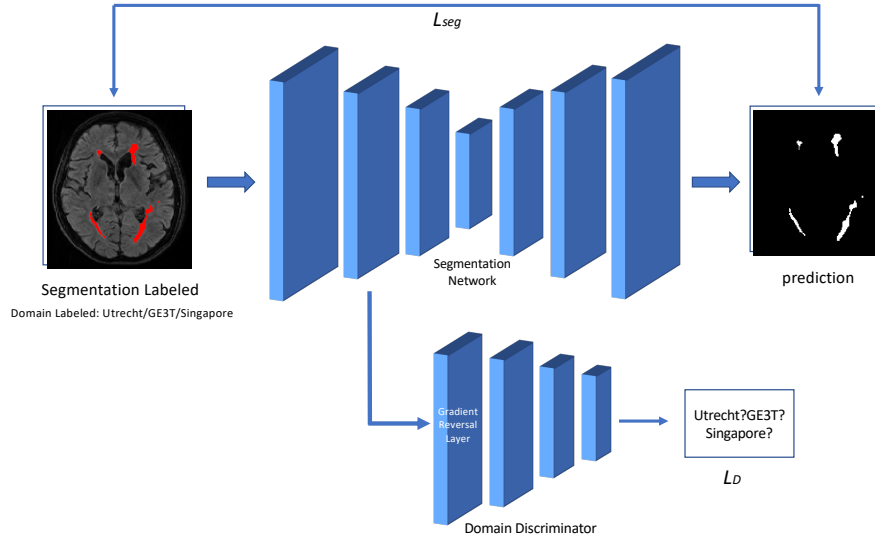 Lseg
Segmentation Labeled
Domain Labeled: Utrecht/GE3T/Singapore
Segmentation
Network
prediction
Gradient
Reversal
Layer
Utrecht?GE3T?
Singapore?
LD
Domain Discriminator